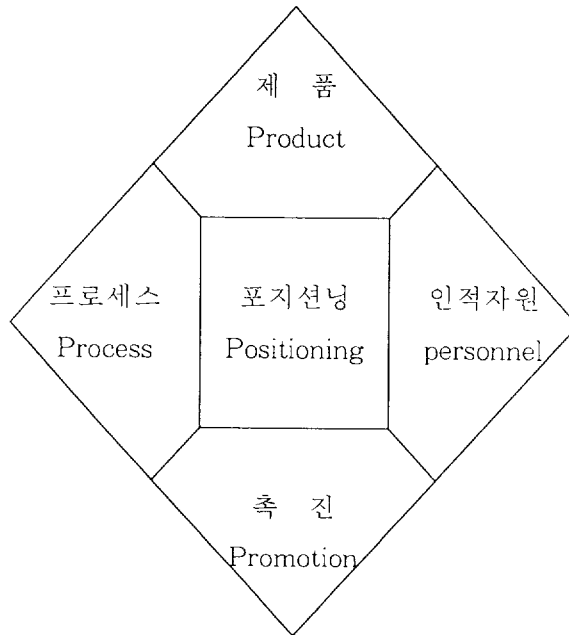 제 품
Product
프로세스
Process
포지션닝
Positioning
인적자원
personnel
촉 진
Promotion